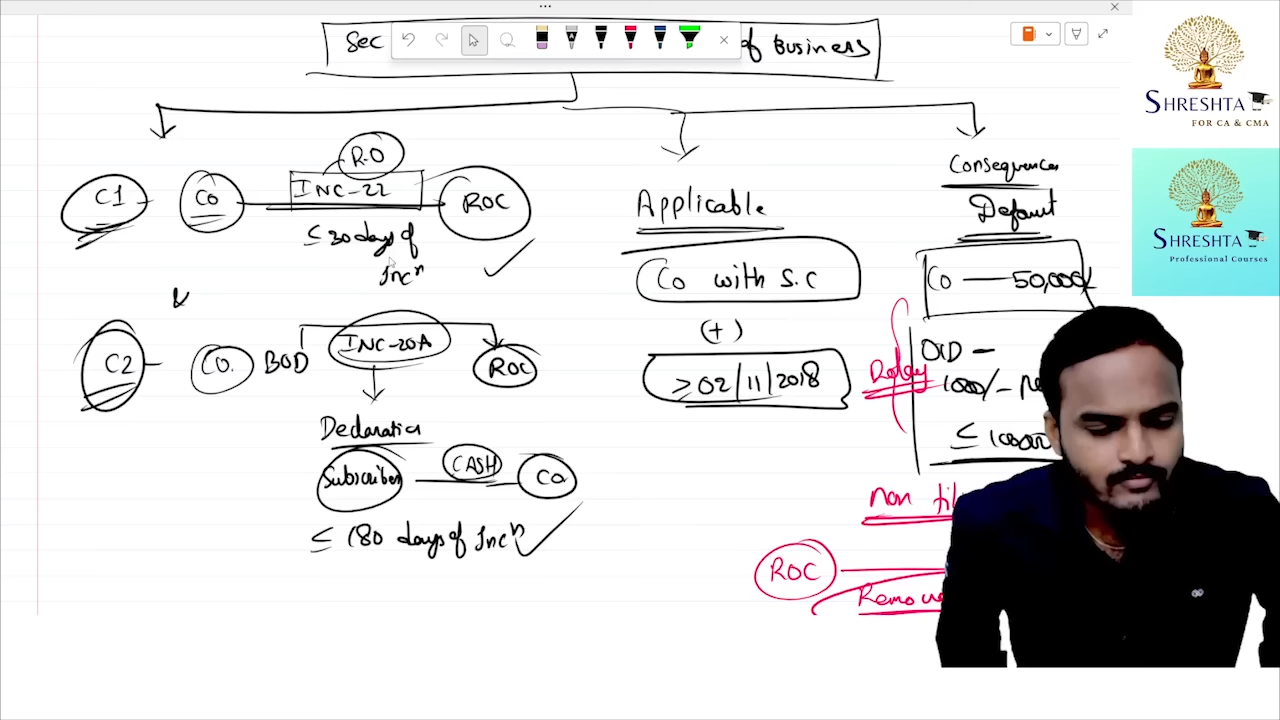 Sec of Business
R.O
C1 Co INC-22 ROC
≤ 30 days of
Incⁿ
&
C2 Co. BOD INC-20A ROC
Declaration
Subscriber CASH Co
≤ 180 days of Incⁿ
Applicable
Co with S.C
(+)
≥ 02/11/2018
Consequences
Default
Co — 50,000/-
OID –
Delay 1000/-
≤ 100000
non
ROC
Remove
SHRESHTA
FOR CA & CMA
SHRESHTA
Professional Courses